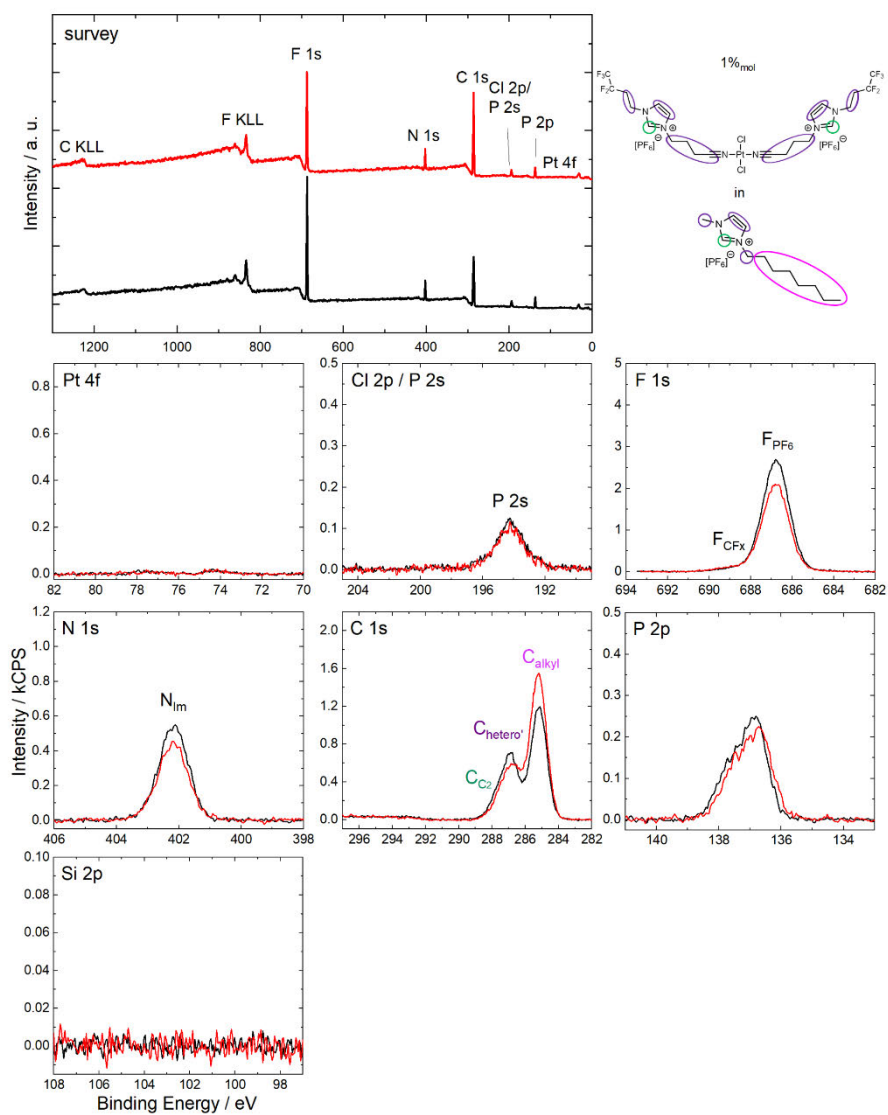 survey
F 1s
C 1s
Cl 2p/
P 2s
P 2p
F KLL
N 1s
C KLL
Pt 4f
Intensity / a. u.
1200 1000 800 600 400 200 0
1%mol
CF3 CF3
F2C CF2
N N
N⊕ N⊕
[PF6]⊖ Cl [PF6]⊖
N Pt N
Cl
in
N
N⊕
[PF6]⊖
Pt 4f
0.8
0.6
0.4
0.2
0.0
82 80 78 76 74 72 70
Cl 2p / P 2s
0.5
0.4
0.3
0.2
0.1
0.0
P 2s
204 200 196 192
F 1s
5
4
3
2
1
0
FPF6
FCFx
694 692 690 688 686 684 682
N 1s
1.2
1.0
0.8
0.6
0.4
0.2
0.0
NIm
406 404 402 400 398
C 1s
2.0
1.6
1.2
0.8
0.4
0.0
Calkyl
Chetero'
CC2
296 294 292 290 288 286 284 282
P 2p
0.5
0.4
0.3
0.2
0.1
0.0
140 138 136 134
Intensity / kCPS
Si 2p
0.10
0.08
0.06
0.04
0.02
0.00
108 106 104 102 100 98
Binding Energy / eV